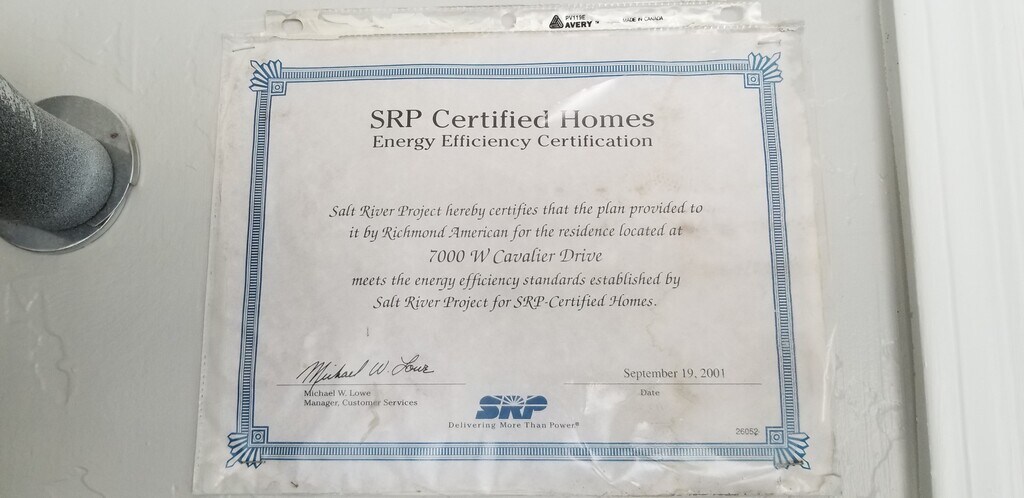 PV119E
AVERY™
MADE IN CANADA
SRP Certified Homes
Energy Efficiency Certification
Salt River Project hereby certifies that the plan provided to
it by Richmond American for the residence located at
7000 W Cavalier Drive
meets the energy efficiency standards established by
Salt River Project for SRP-Certified Homes.
Michael W. Lowe
September 19, 2001
Michael W. Lowe
Date
Manager, Customer Services
SRP
Delivering More Than Power®
26052